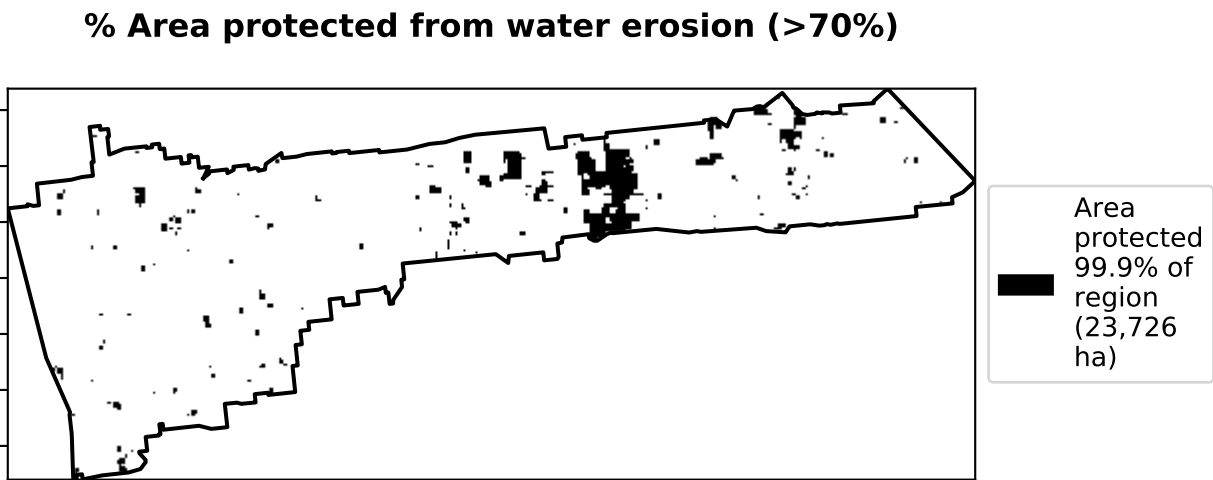 % Area protected from water erosion (>70%)
Area
protected
99.9% of
region
(23,726
ha)